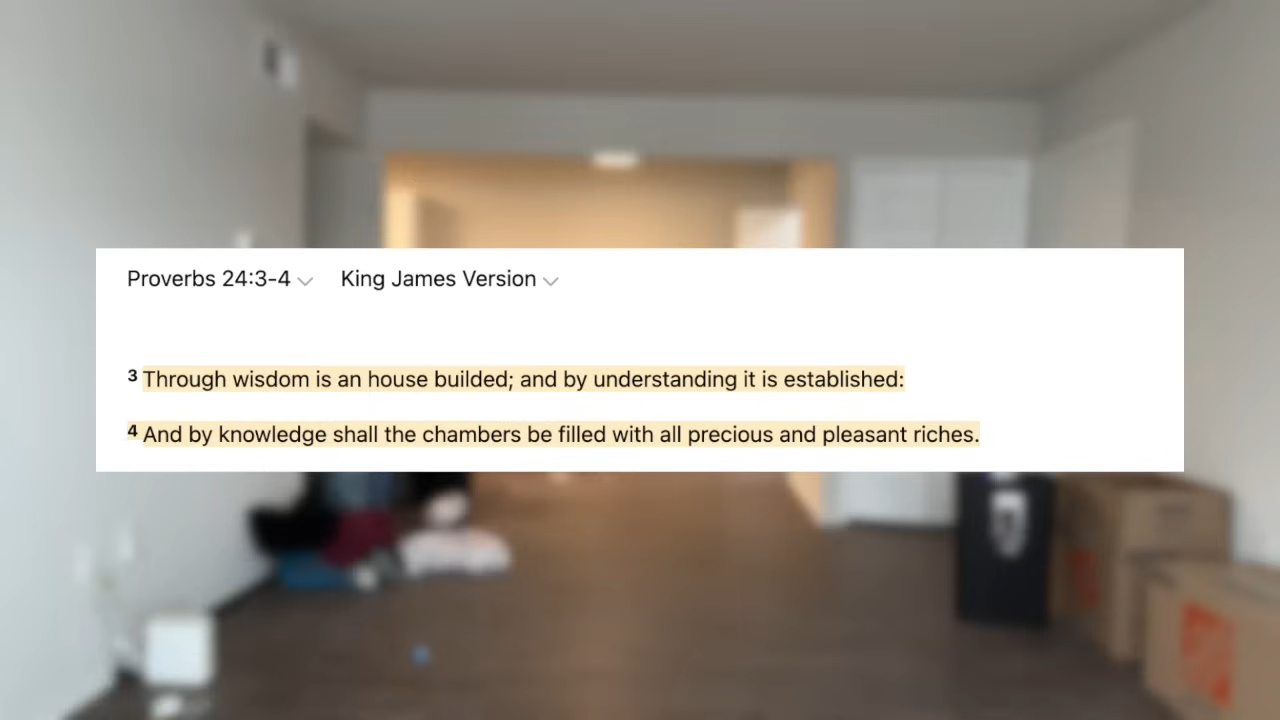 Proverbs 24:3-4 King James Version
3 Through wisdom is an house builded; and by understanding it is established:
4 And by knowledge shall the chambers be filled with all precious and pleasant riches.